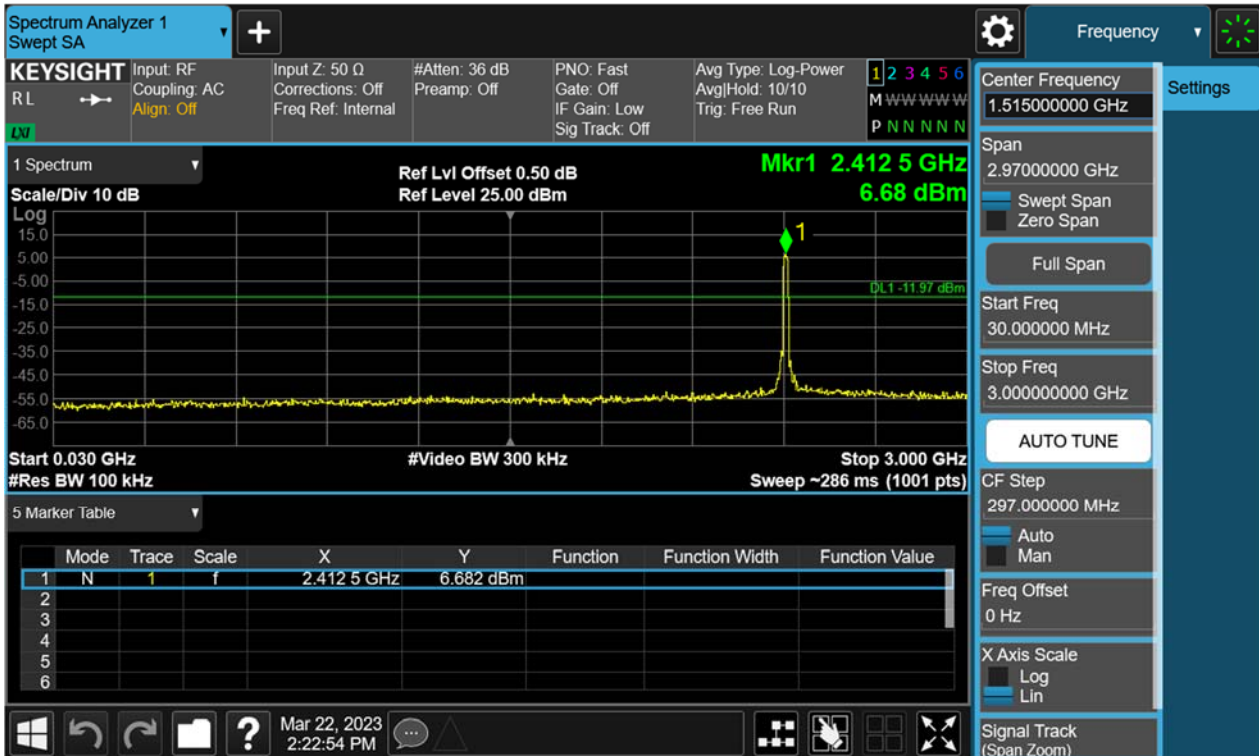 Spectrum Analyzer 1
Swept SA
Frequency
KEYSIGHT
R L
LXI
Input: RF
Coupling: AC
Align: Off
Input Z: 50 Ω
Corrections: Off
Freq Ref: Internal
#Atten: 36 dB
Preamp: Off
PNO: Fast
Gate: Off
IF Gain: Low
Sig Track: Off
Avg Type: Log-Power
Avg|Hold: 10/10
Trig: Free Run
1 2 3 4 5 6
M W W W W W W
P N N N N N
1 Spectrum
Scale/Div 10 dB
Ref Lvl Offset 0.50 dB
Ref Level 25.00 dBm
Mkr1 2.412 5 GHz
6.68 dBm
Log
15.0
5.00
-5.00
-15.0
-25.0
-35.0
-45.0
-55.0
-65.0
1
DL1 -11.97 dBm
Start 0.030 GHz
#Video BW 300 kHz
Stop 3.000 GHz
#Res BW 100 kHz
Sweep ~286 ms (1001 pts)
5 Marker Table
Mode Trace Scale X Y Function Function Width Function Value
1 N 1 f 2.412 5 GHz 6.682 dBm
2
3
4
5
6
Mar 22, 2023
2:22:54 PM
Center Frequency
1.515000000 GHz
Span
2.97000000 GHz
Swept Span
Zero Span
Full Span
Start Freq
30.000000 MHz
Stop Freq
3.000000000 GHz
AUTO TUNE
CF Step
297.000000 MHz
Auto
Man
Freq Offset
0 Hz
X Axis Scale
Log
Lin
Signal Track
(Span Zoom)
Settings